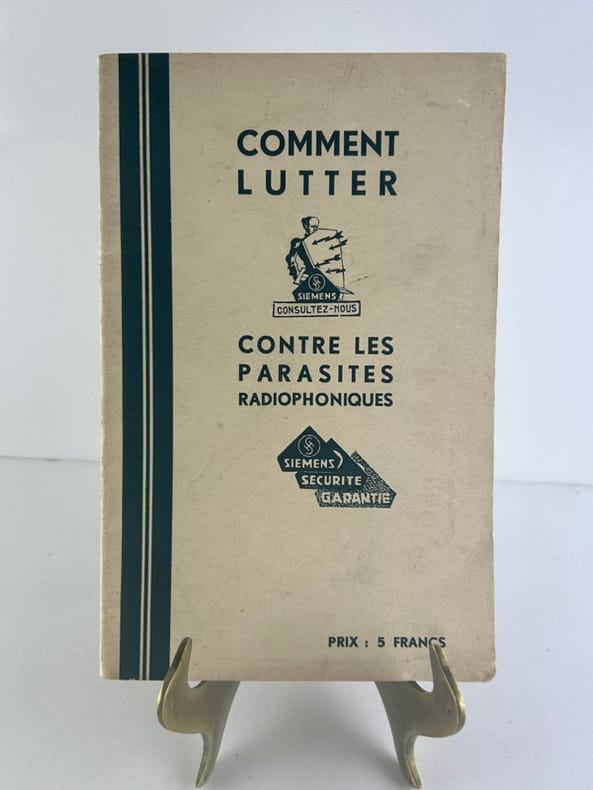 COMMENT
LUTTER
SIEMENS
CONSULTEZ-NOUS
CONTRE LES
PARASITES
RADIOPHONIQUES
SIEMENS
SECURITE
GARANTIE
PRIX : 5 FRANCS